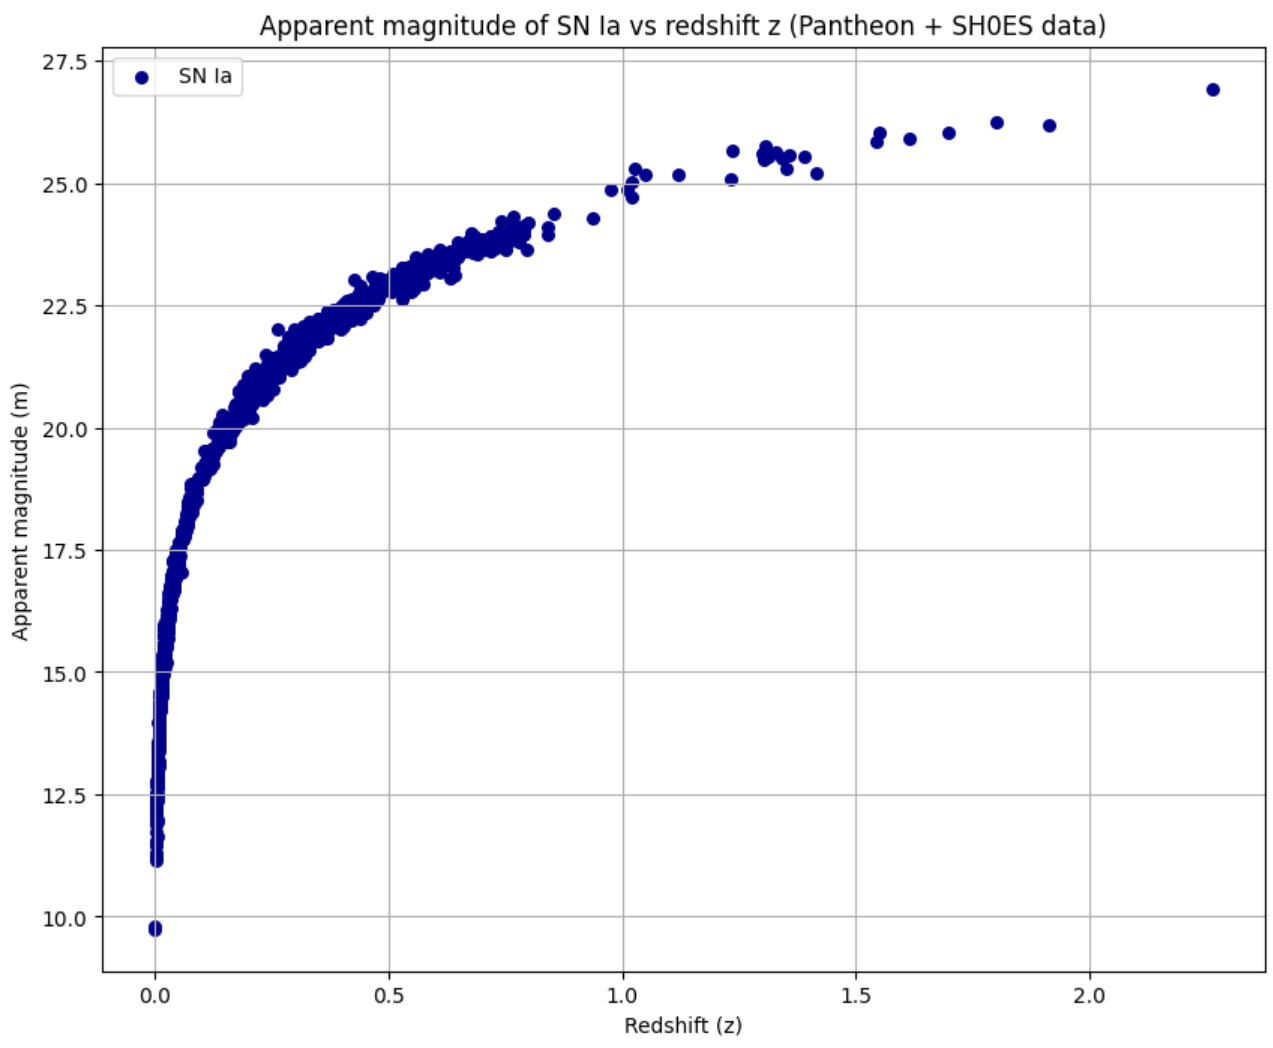 Apparent magnitude of SN Ia vs redshift z (Pantheon + SH0ES data)
SN Ia
27.5
25.0
22.5
20.0
17.5
15.0
12.5
10.0
Apparent magnitude (m)
0.0 0.5 1.0 1.5 2.0
Redshift (z)